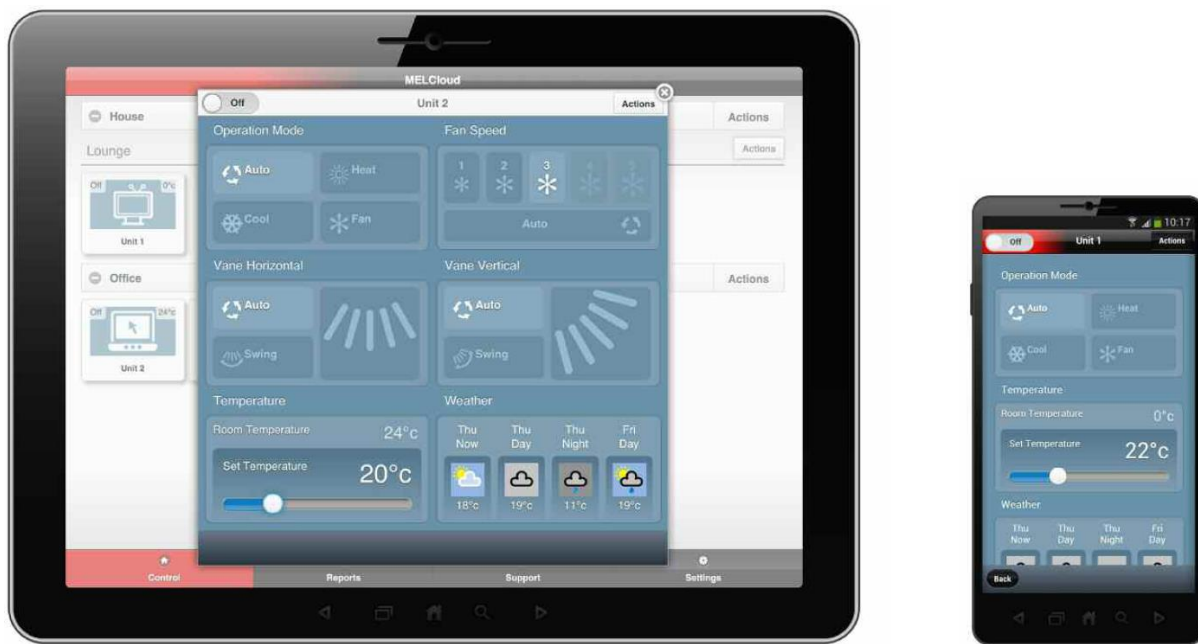 MELCloud
House
Actions
Lounge
Actions
Off
0°c
Unit 1
Office
Actions
Off
24°c
Unit 2
Off
Unit 2
Actions
Operation Mode
Auto
Heat
Cool
Fan
Fan Speed
1
2
3
4
5
Auto
Vane Horizontal
Auto
Swing
Vane Vertical
Auto
Swing
Temperature
Room Temperature
24°c
Set Temperature
20°c
Weather
Thu Thu Thu Fri
Now Day Night Day
18°c 19°c 11°c 19°c
Control
Reports
Support
Settings
10:17
Off
Unit 1
Actions
Operation Mode
Auto
Heat
Cool
Fan
Temperature
Room Temperature
0°c
Set Temperature
22°c
Weather
Thu Thu Thu Fri
Now Day Night Day
Back